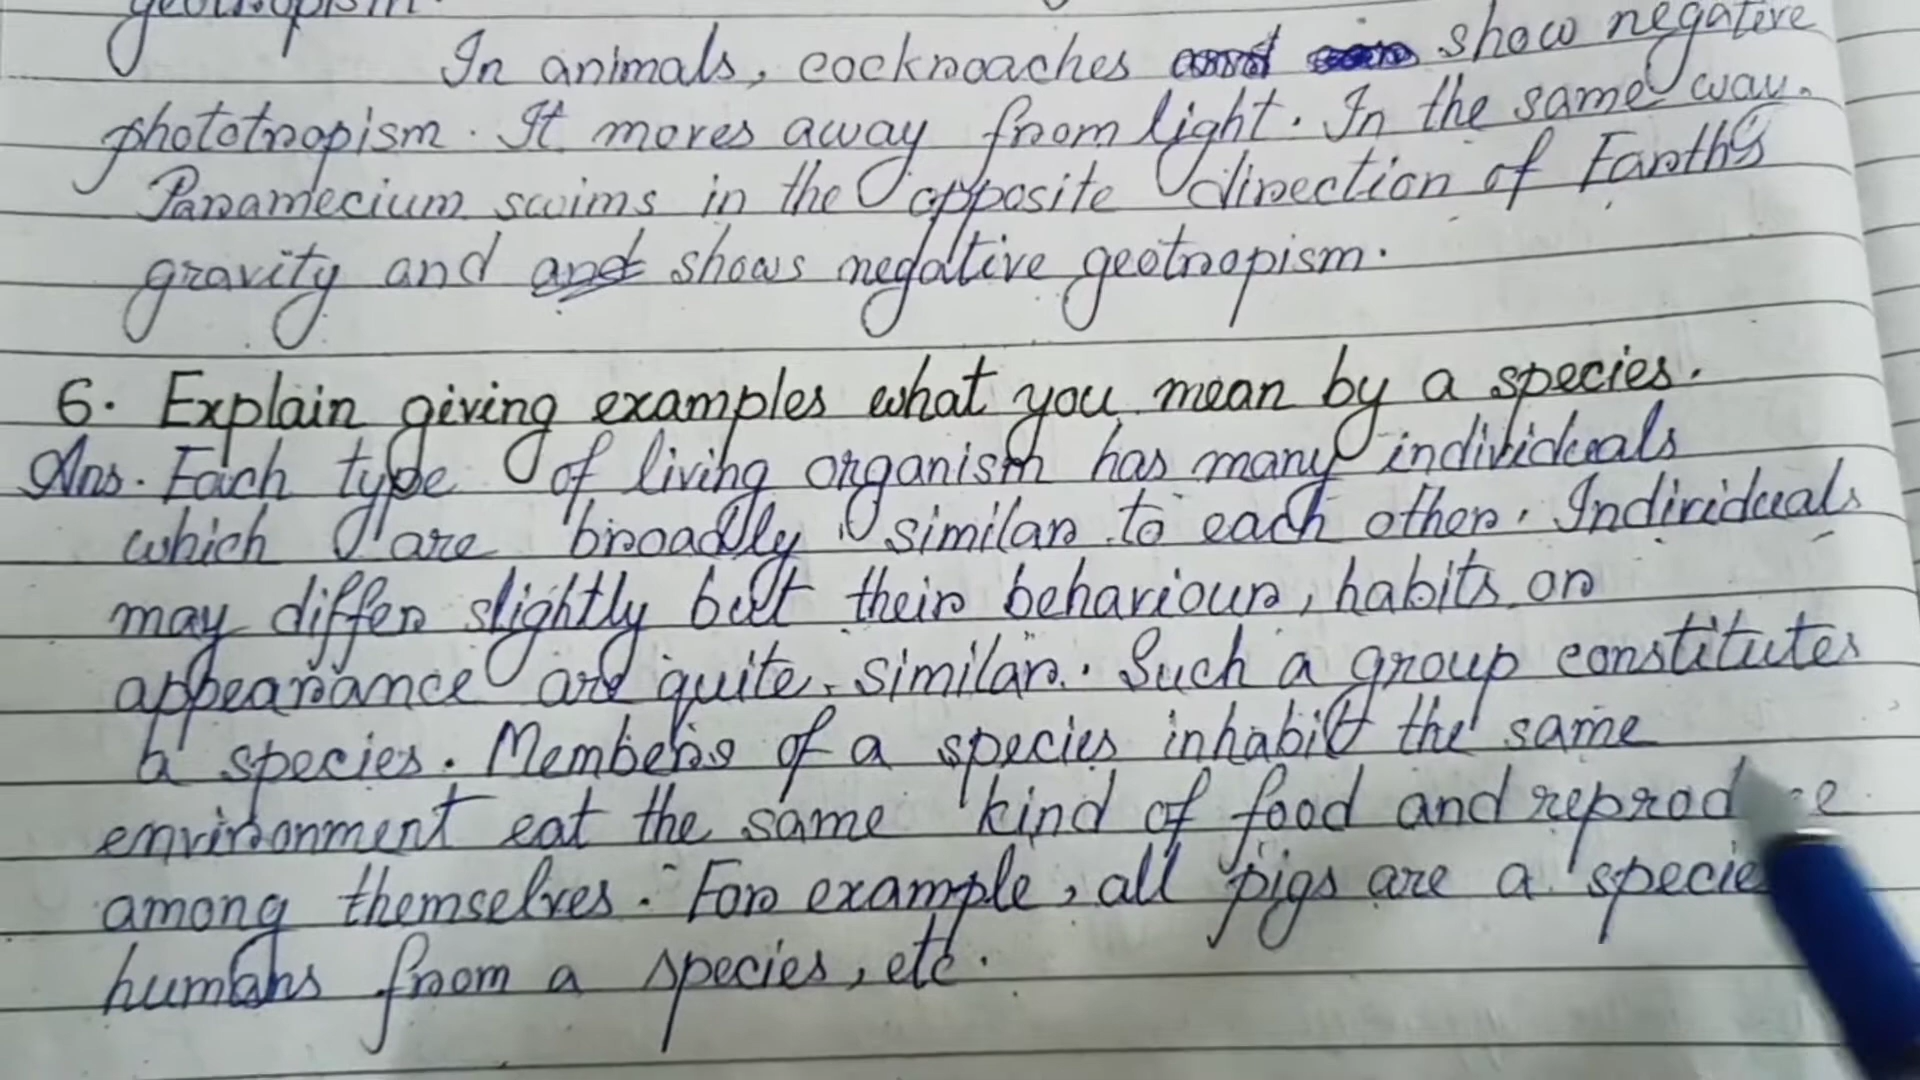 geotropism.
In animals, cockroaches show negative
phototropism. It moves away from light. In the same way.
Paramecium swims in the opposite direction of Earth's
gravity and and shows negative geotropism.
6. Explain giving examples what you mean by a species.
Ans. Each type of living organism has many individuals
which are broadly similar to each other. Individuals
may differ slightly but their behaviour, habits or
appearance are quite similar. Such a group constitutes
a species. Members of a species inhabit the same
environment eat the same kind of food and reproduce
among themselves. For example, all pigs are a specie
humans from a species, etc.